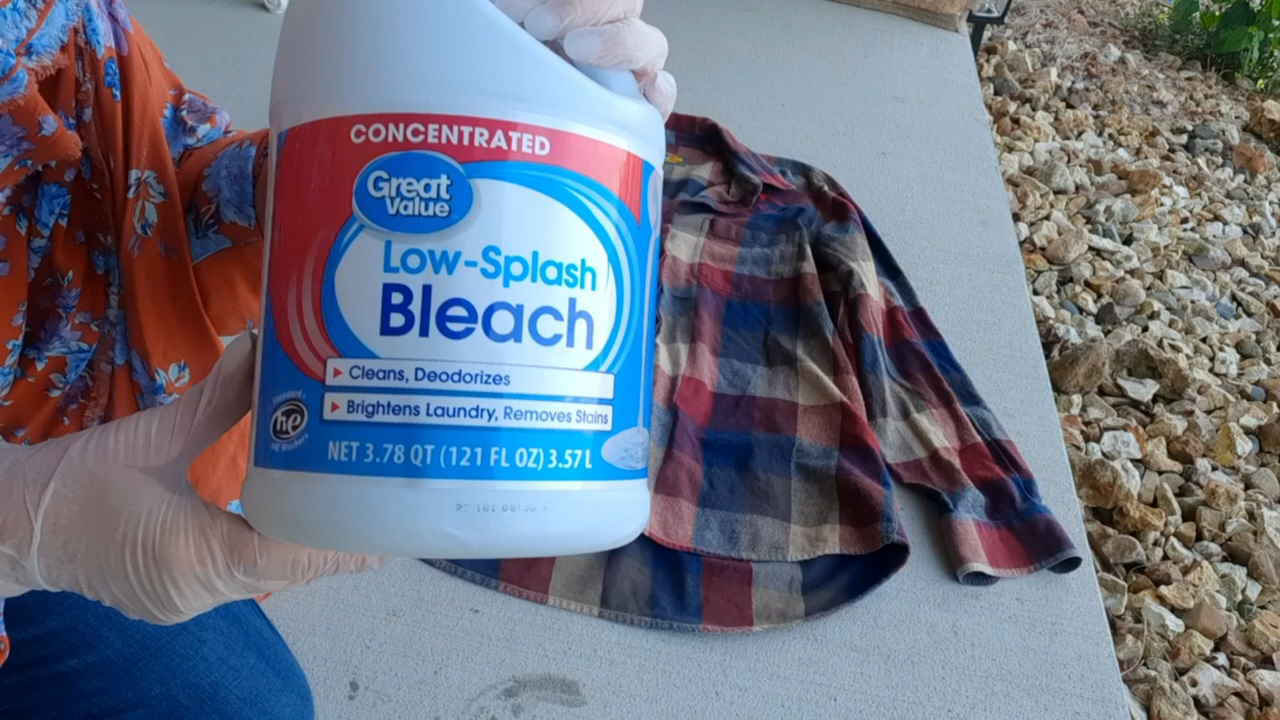 CONCENTRATED
Great
Value
Low-Splash
Bleach
Cleans, Deodorizes
Brightens Laundry, Removes Stains
he
NET 3.78 QT (121 FL OZ) 3.57 L